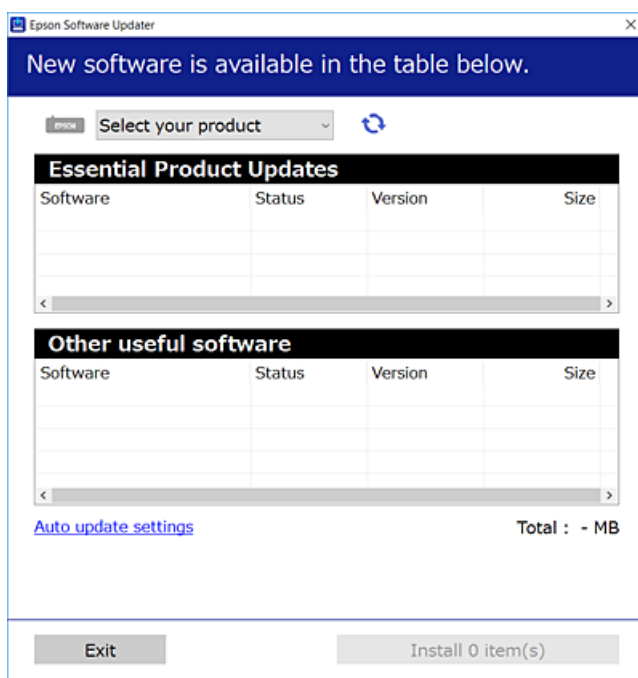 Epson Software Updater
New software is available in the table below.
EPSON Select your product
Essential Product Updates
Software Status Version Size
Other useful software
Software Status Version Size
Auto update settings Total : - MB
Exit Install 0 item(s)